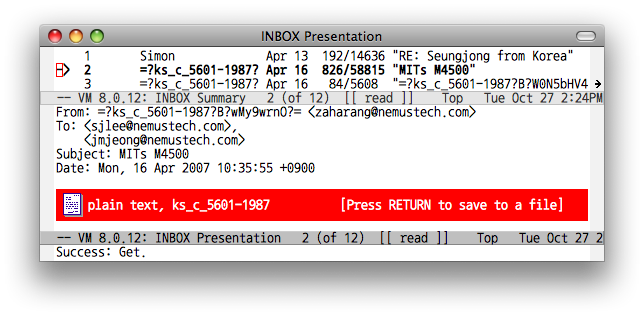 INBOX Presentation
1 Simon Apr 13 192/14636 "RE: Seungjong from Korea"
> 2 =?ks_c_5601-1987? Apr 16 826/58815 "MITs M4500"
3 =?ks_c_5601-1987? Apr 16 84/5608 "=?ks_c_5601-1987?B?W0N5bHV4
-- VM 8.0.12: INBOX Summary 2 (of 12) [[ read ]] Top Tue Oct 27 2:24PM
From: =?ks_c_5601-1987?B?wMy9wrnO?= <zaharang@nemustech.com>
To: <sjlee@nemustech.com>,
<jmjeong@nemustech.com>
Subject: MITs M4500
Date: Mon, 16 Apr 2007 10:35:55 +0900
plain text, ks_c_5601-1987 [Press RETURN to save to a file]
-- VM 8.0.12: INBOX Presentation 2 (of 12) [[ read ]] Top Tue Oct 27 2
Success: Get.